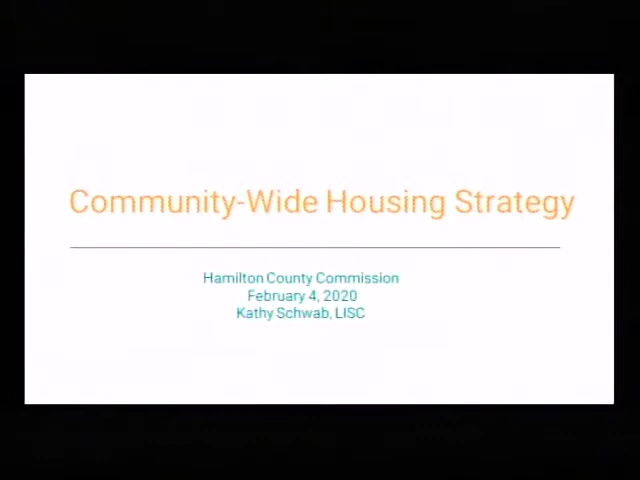 Community-Wide Housing Strategy
Hamilton County Commission
February 4, 2020
Kathy Schwab, LISC